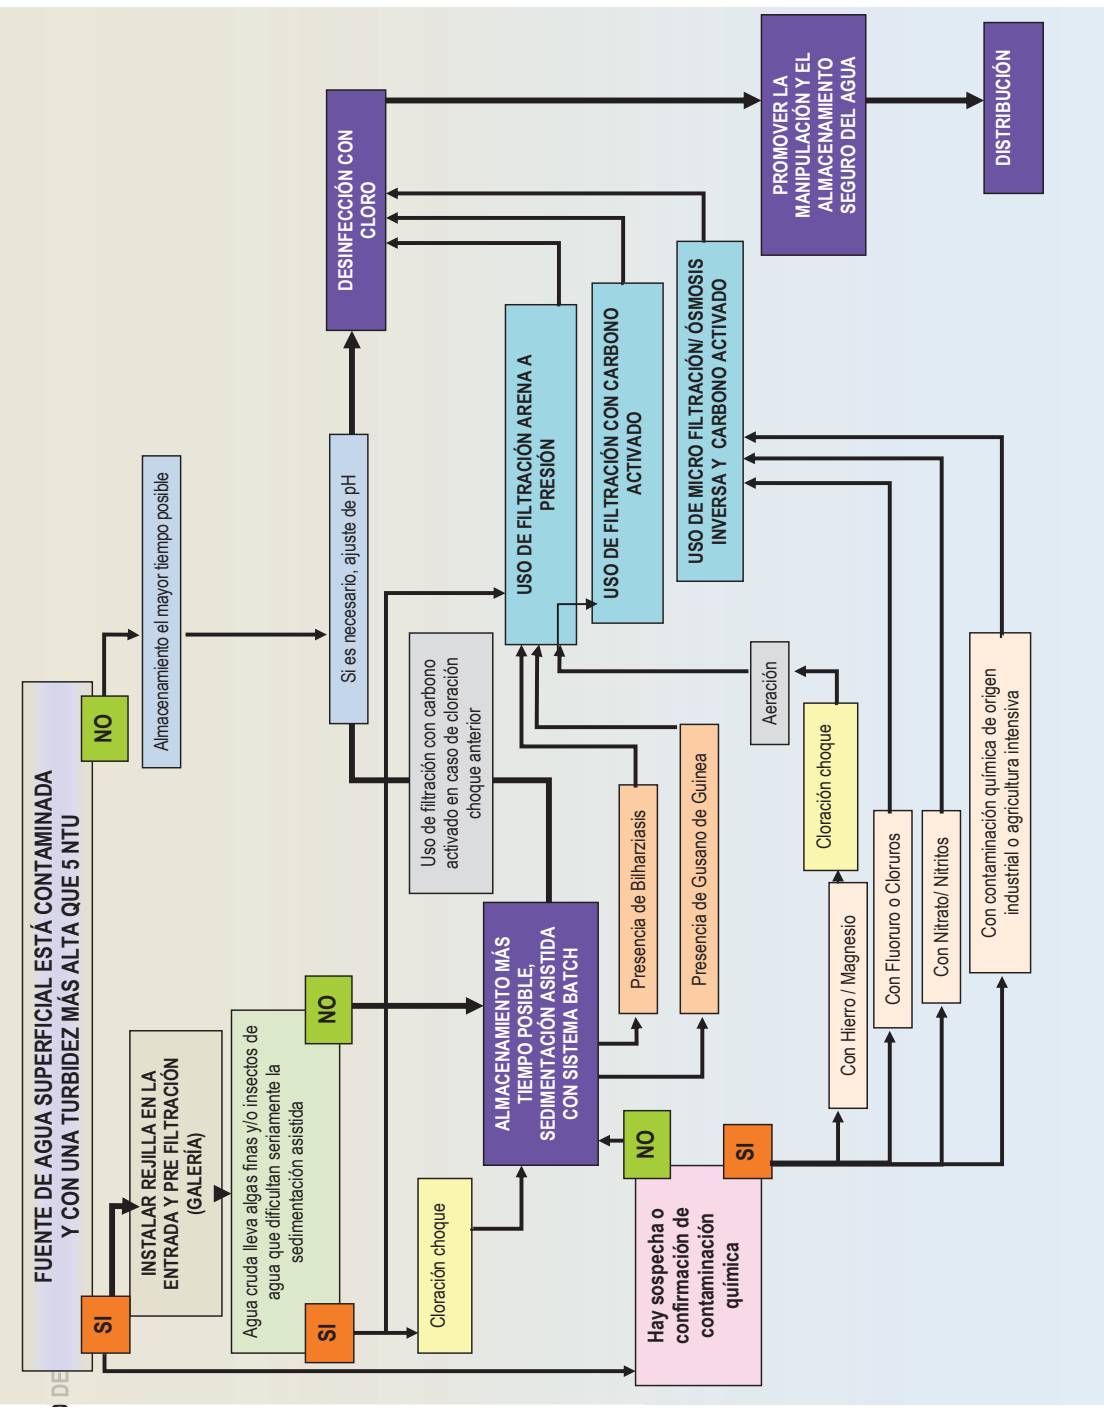 FUENTE DE AGUA SUPERFICIAL ESTÁ CONTAMINADA
Y CON UNA TURBIDEZ MÁS ALTA QUE 5 NTU
SI
NO
INSTALAR REJILLA EN LA
ENTRADA Y PRE FILTRACIÓN
(GALERÍA)
Almacenamiento el mayor tiempo posible
Agua cruda lleva algas finas y/o insectos de
agua que dificultan seriamente la
sedimentación asistida
SI
NO
Si es necesario, ajuste de pH
DESINFECCIÓN CON
CLORO
Cloración choque
Uso de filtración con carbono
activado en caso de cloración
choque anterior
ALMACENAMIENTO MÁS
TIEMPO POSIBLE,
SEDIMENTACIÓN ASISTIDA
CON SISTEMA BATCH
USO DE FILTRACIÓN ARENA A
PRESIÓN
USO DE FILTRACIÓN CON CARBONO
ACTIVADO
USO DE MICRO FILTRACIÓN/ ÓSMOSIS
INVERSA Y CARBONO ACTIVADO
Presencia de Bilharziasis
Presencia de Gusano de Guinea
Hay sospecha o
confirmación de
contaminación
química
NO
SI
Aeración
Cloración choque
Con Hierro / Magnesio
Con Fluoruro o Cloruros
Con Nitrato/ Nitritos
Con contaminación química de origen
industrial o agricultura intensiva
PROMOVER LA
MANIPULACIÓN Y EL
ALMACENAMIENTO
SEGURO DEL AGUA
DISTRIBUCIÓN
DE